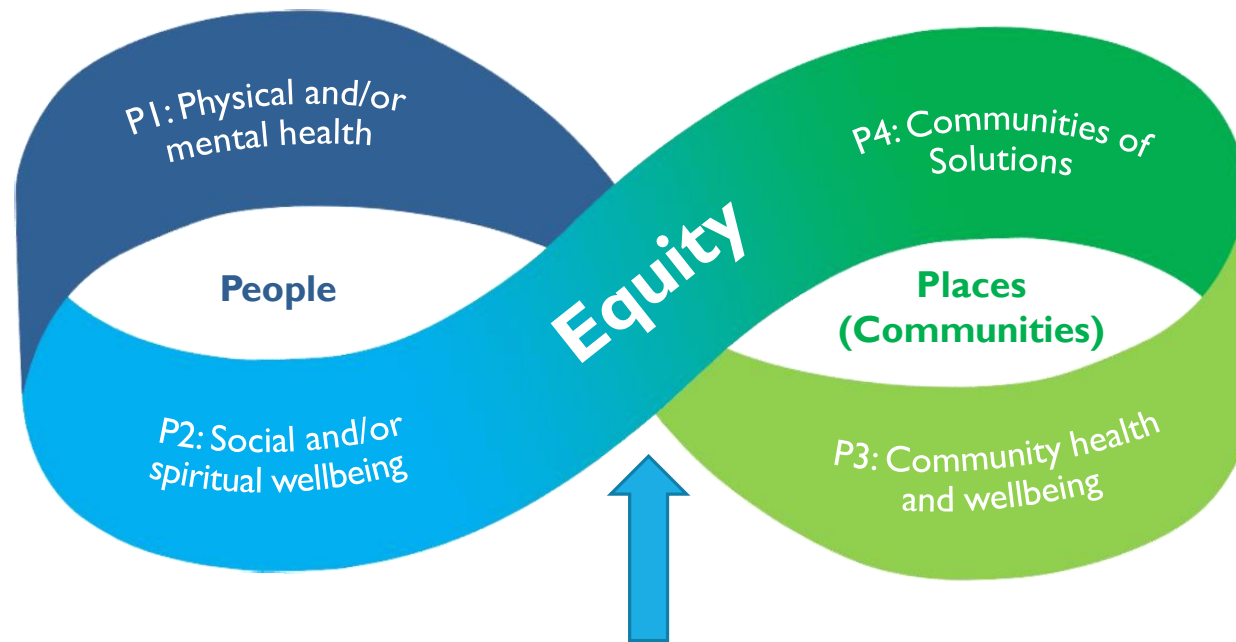 P1: Physical and/or
mental health
People
P2: Social and/or
spiritual wellbeing
Equity
P4: Communities of
Solutions
Places
(Communities)
P3: Community health
and wellbeing